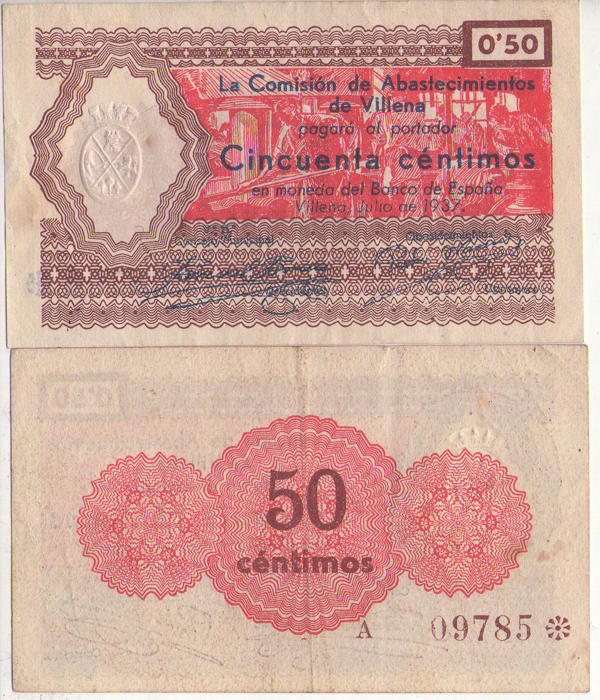 0'50
La Comisión de Abastecimientos
de Villena
pagará al portador
Cincuenta céntimos
en moneda del Banco de España
Villena, Julio de 1937.
50
céntimos
A 09785